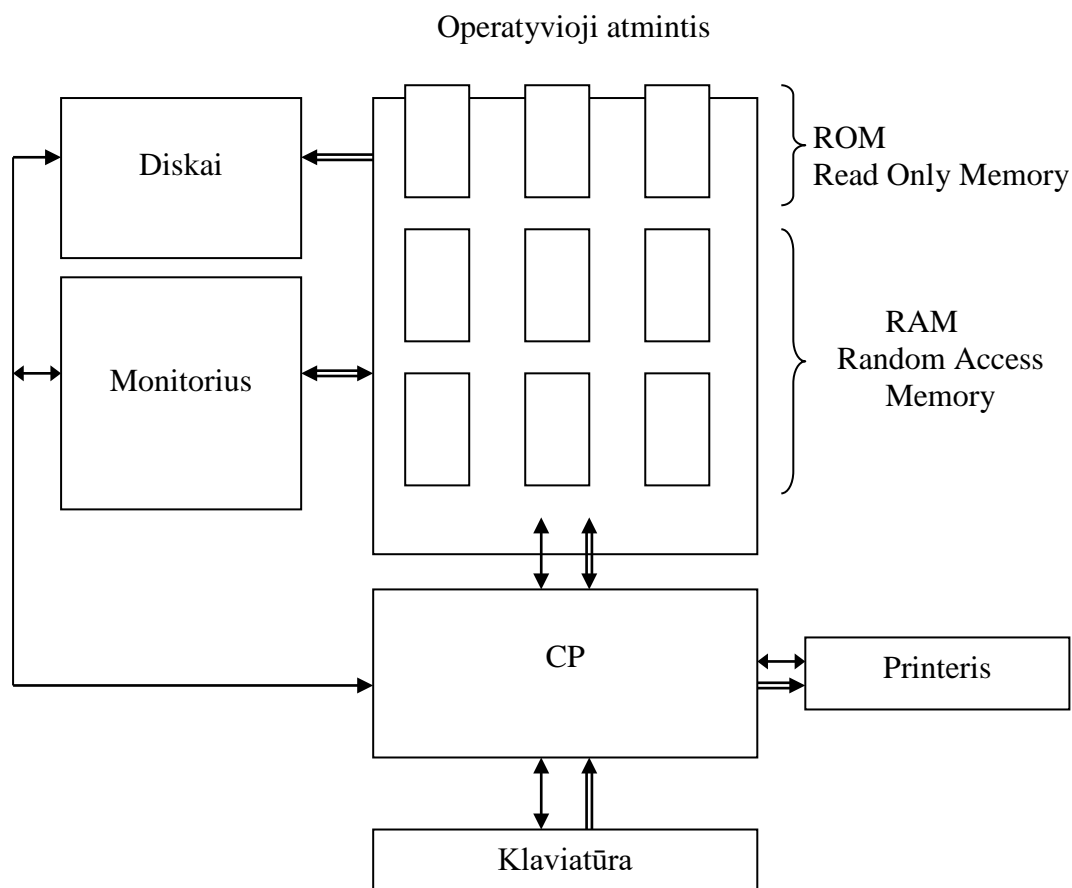 Operatyvioji atmintis
Diskai
ROM
Read Only Memory
RAM
Random Access
Memory
Monitorius
CP
Printeris
Klaviatūra